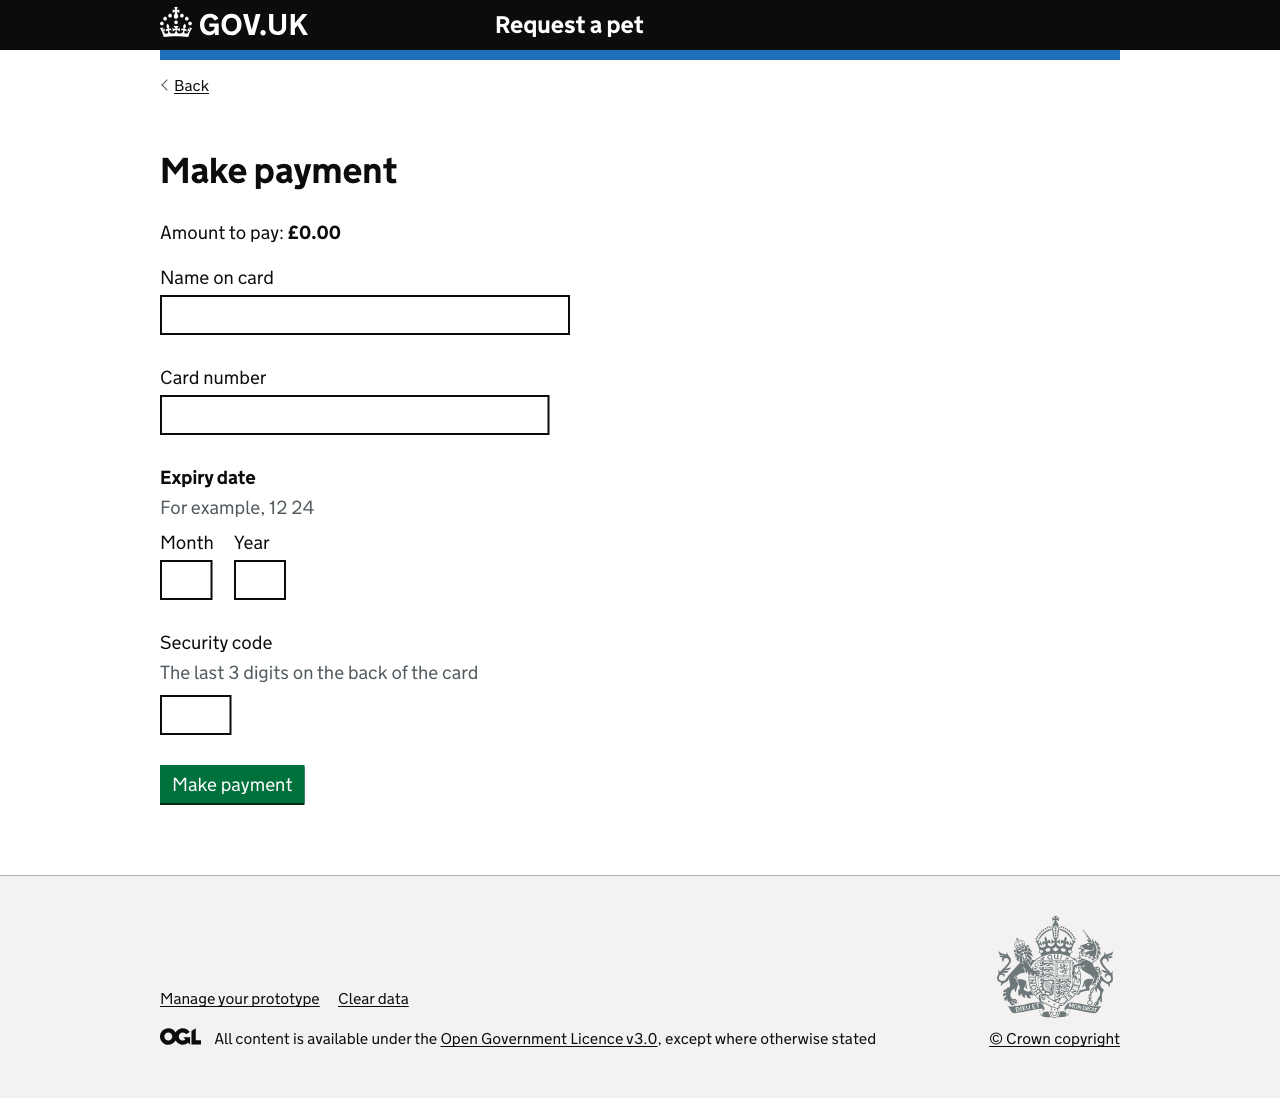 GOV.UK
Request a pet
Back
Make payment
Amount to pay: £0.00
Name on card
Card number
Expiry date
For example, 12 24
Month Year
Security code
The last 3 digits on the back of the card
Make payment
Manage your prototype Clear data
OGL All content is available under the Open Government Licence v3.0, except where otherwise stated
© Crown copyright